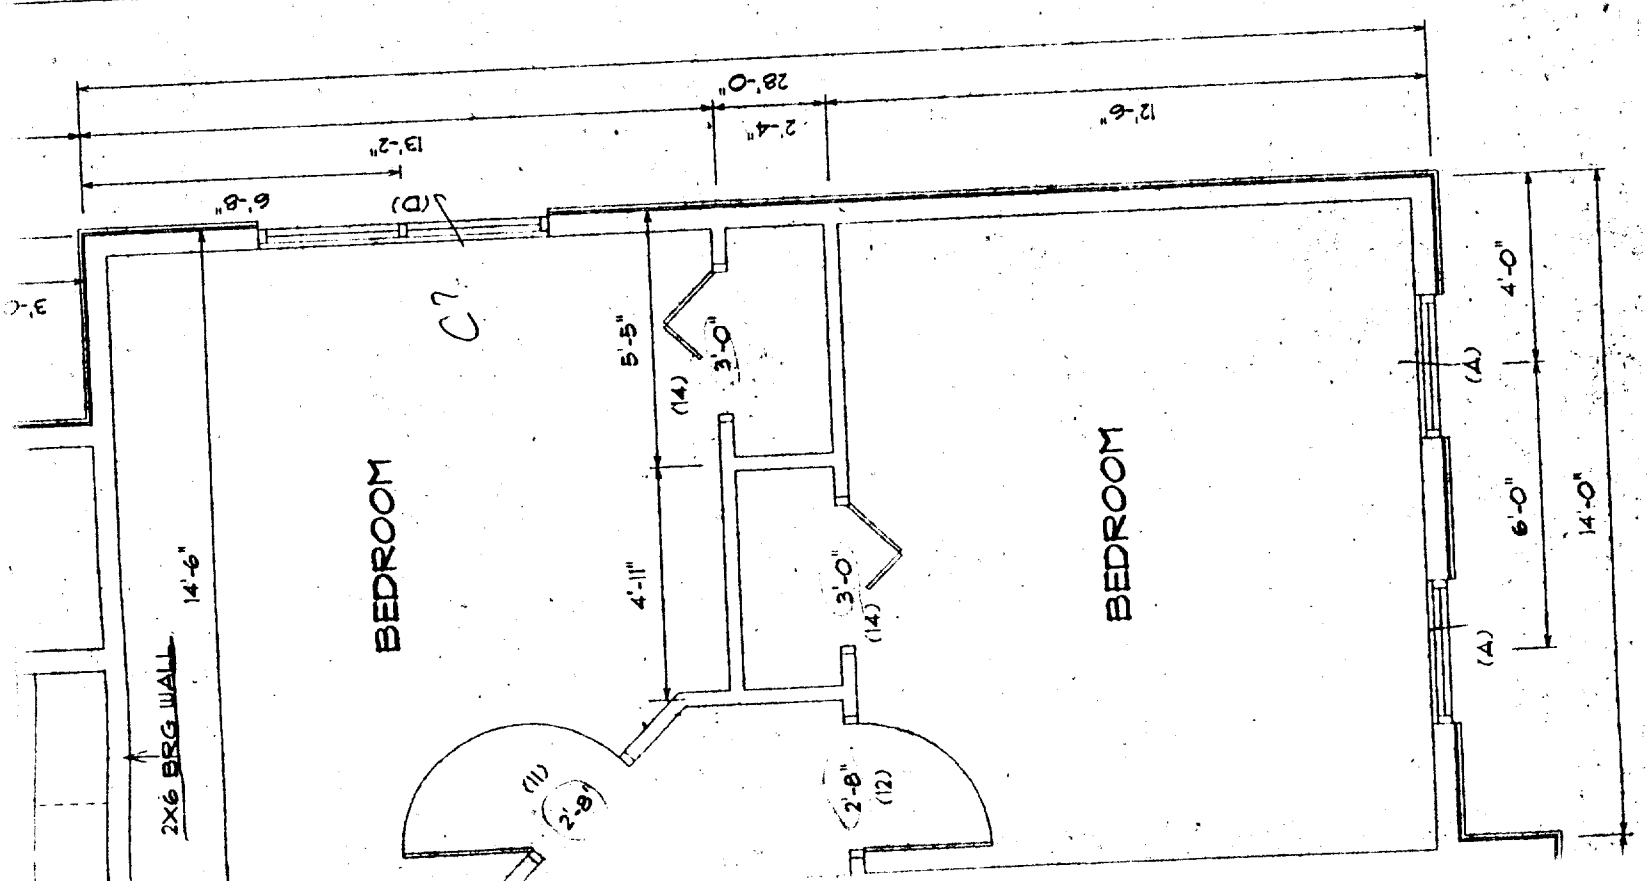 28'-0"
13'-2"
2'-4"
12'-6"
6'-8"
(D)
C?
3'-
5'-5"
3'-0"
(14)
4'-0"
(A)
BEDROOM
BEDROOM
14'-6"
4'-11"
3'-0"
(14)
6'-0"
14'-0"
(A)
2X6 BRG WALL
(11)
2'-8"
2'-8"
(12)